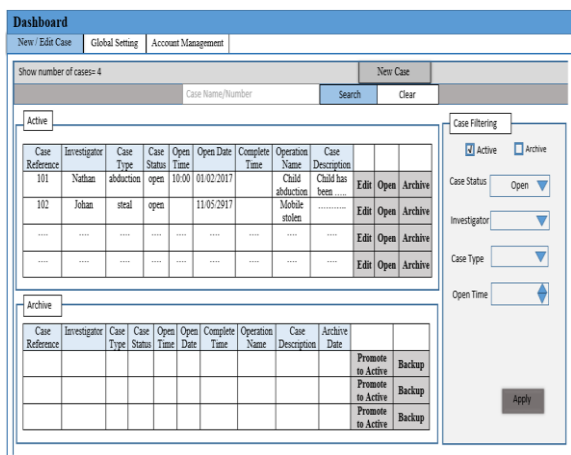 Dashboard
New / Edit Case Global Setting Account Management
Show number of cases= 4 New Case
Case Name/Number Search Clear
Active
Case Reference Investigator Case Type Case Status Open Time Open Date Complete Time Operation Name Case Description
101 Nathan abduction open 10:00 01/02/2017 Child abduction Child has been ..... Edit Open Archive
102 Johan steal open 11/05/2917 Mobile stolen ............ Edit Open Archive
.... .... .... .... .... .... .... .... .... Edit Open Archive
.... .... .... .... .... .... .... .... .... Edit Open Archive
Case Filtering
Active Archive
Case Status Open
Investigator
Case Type
Open Time
Apply
Archive
Case Reference Investigator Case Type Case Status Open Time Open Date Complete Time Operation Name Case Description Archive Date
Promote to Active Backup
Promote to Active Backup
Promote to Active Backup